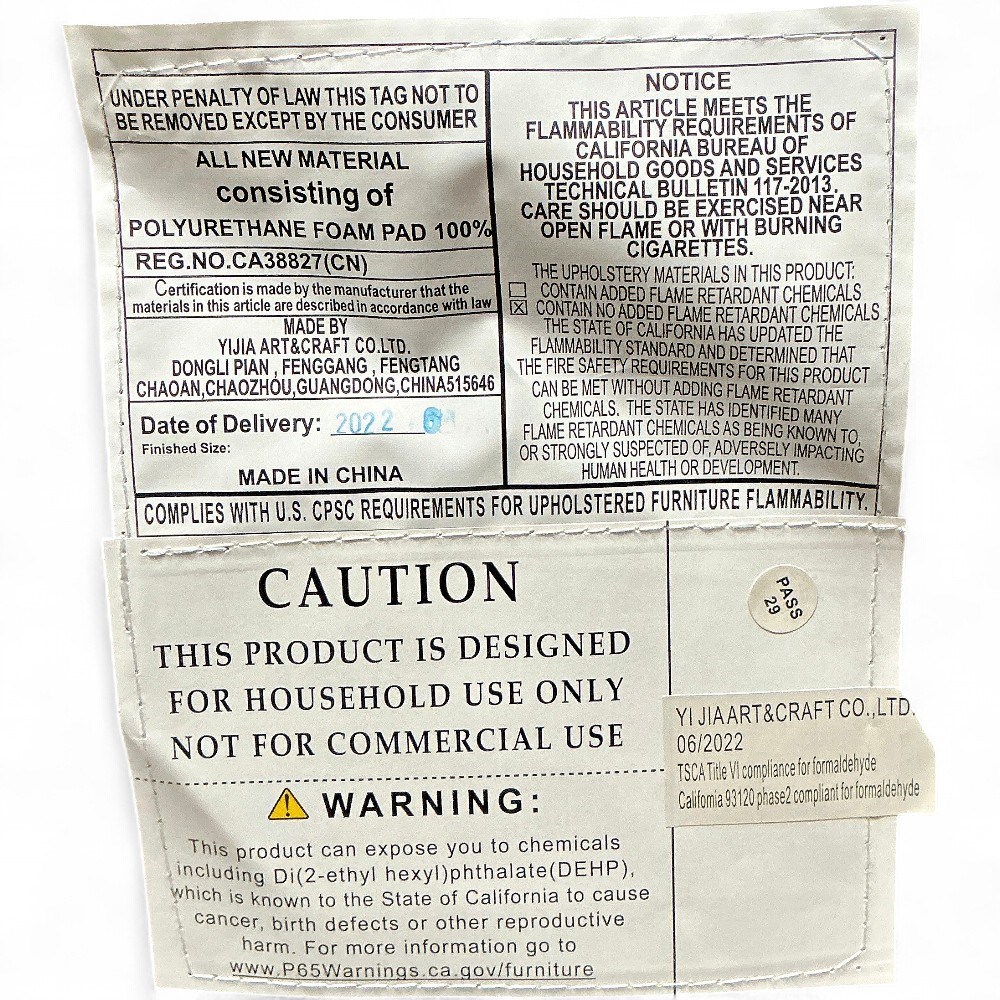 UNDER PENALTY OF LAW THIS TAG NOT TO
BE REMOVED EXCEPT BY THE CONSUMER
ALL NEW MATERIAL
consisting of
POLYURETHANE FOAM PAD 100%
REG.NO.CA38827(CN)
Certification is made by the manufacturer that the
materials in this article are described in accordance with law
MADE BY
YIJIA ART&CRAFT CO.LTD.
DONGLI PIAN , FENGGANG , FENGTANG
CHAOAN,CHAOZHOU,GUANGDONG,CHINA515646
Date of Delivery: 2022 6
Finished Size:
MADE IN CHINA
NOTICE
THIS ARTICLE MEETS THE
FLAMMABILITY REQUIREMENTS OF
CALIFORNIA BUREAU OF
HOUSEHOLD GOODS AND SERVICES
TECHNICAL BULLETIN 117-2013.
CARE SHOULD BE EXERCISED NEAR
OPEN FLAME OR WITH BURNING
CIGARETTES.
THE UPHOLSTERY MATERIALS IN THIS PRODUCT:
☐ CONTAIN ADDED FLAME RETARDANT CHEMICALS
☒ CONTAIN NO ADDED FLAME RETARDANT CHEMICALS
THE STATE OF CALIFORNIA HAS UPDATED THE
FLAMMABILITY STANDARD AND DETERMINED THAT
THE FIRE SAFETY REQUIREMENTS FOR THIS PRODUCT
CAN BE MET WITHOUT ADDING FLAME RETARDANT
CHEMICALS. THE STATE HAS IDENTIFIED MANY
FLAME RETARDANT CHEMICALS AS BEING KNOWN TO,
OR STRONGLY SUSPECTED OF, ADVERSELY IMPACTING
HUMAN HEALTH OR DEVELOPMENT.
COMPLIES WITH U.S. CPSC REQUIREMENTS FOR UPHOLSTERED FURNITURE FLAMMABILITY.
CAUTION
THIS PRODUCT IS DESIGNED
FOR HOUSEHOLD USE ONLY
NOT FOR COMMERCIAL USE
WARNING:
This product can expose you to chemicals
including Di(2-ethyl hexyl)phthalate(DEHP),
which is known to the State of California to cause
cancer, birth defects or other reproductive
harm. For more information go to
www.P65Warnings.ca.gov/furniture
PASS
29
YI JIA ART&CRAFT CO.,LTD.
06/2022
TSCA Title VI compliance for formaldehyde
California 93120 phase2 compliant for formaldehyde